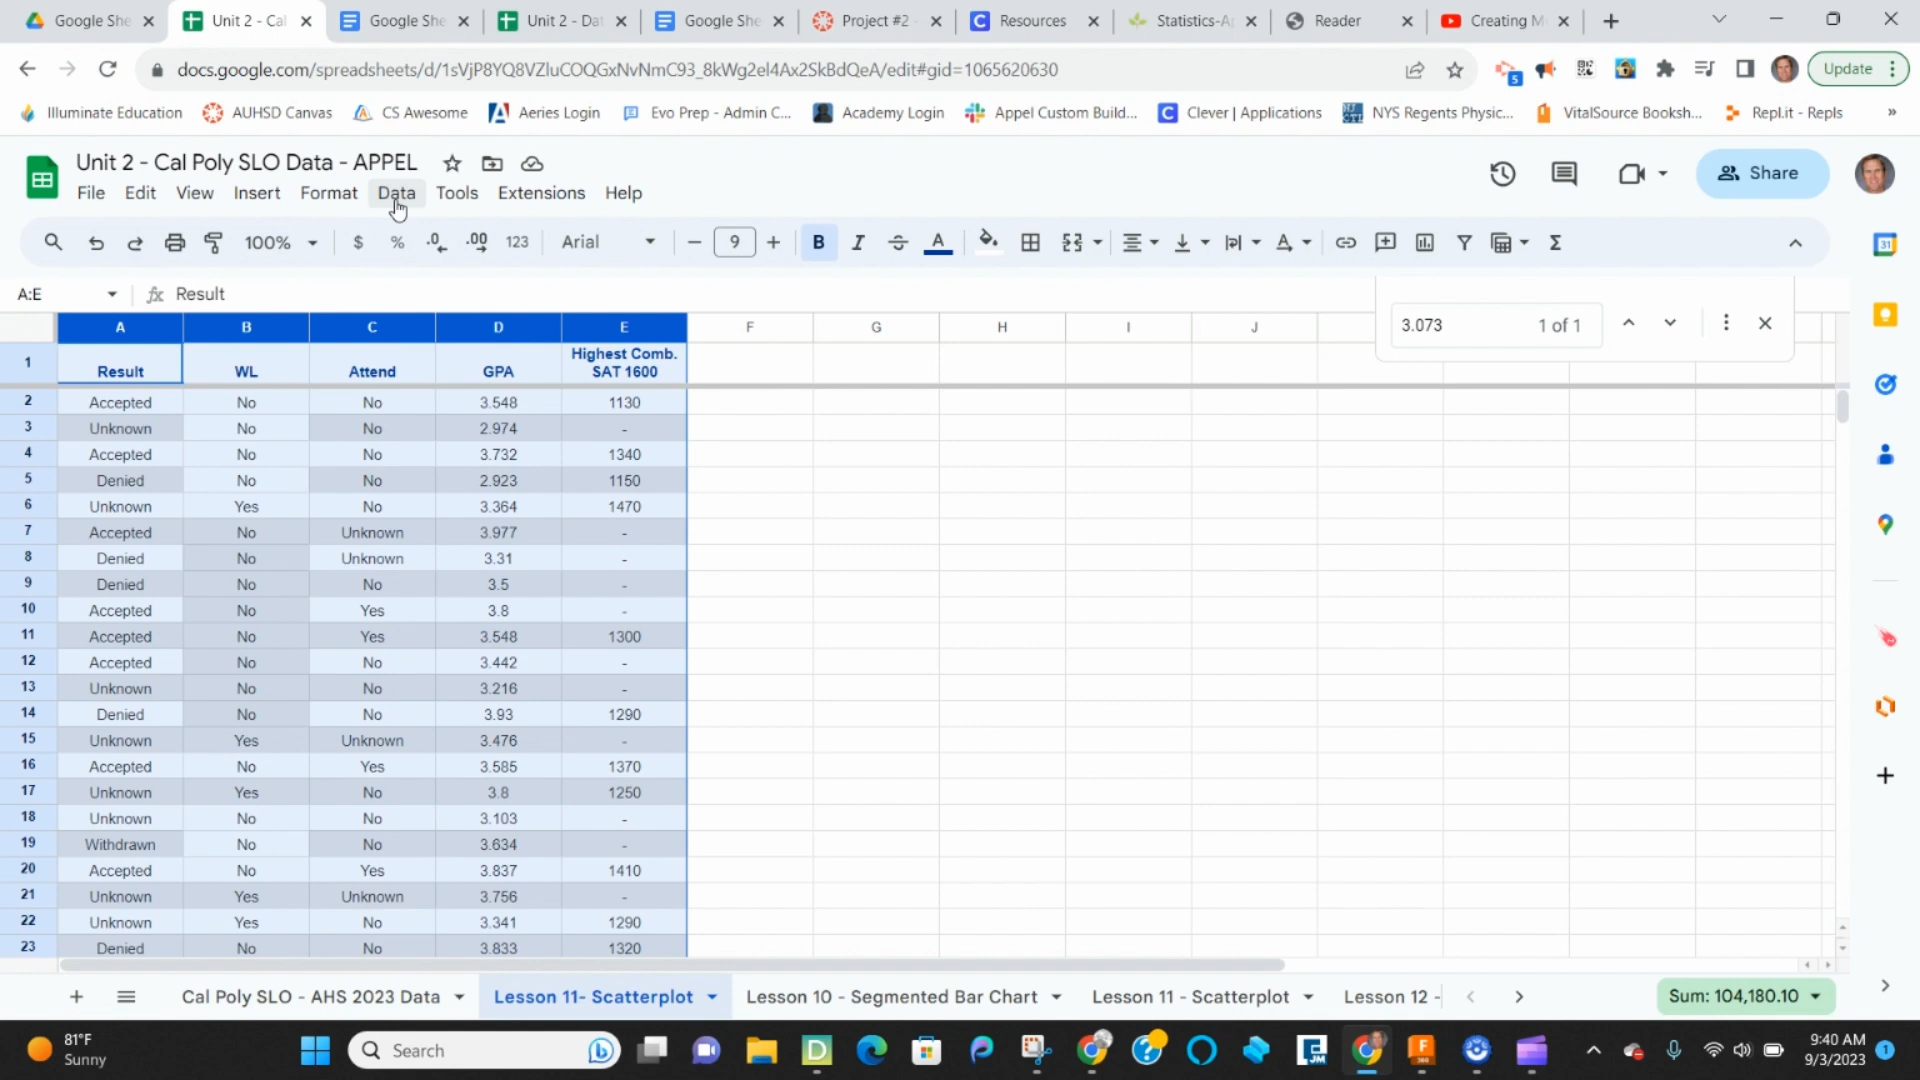 Google She
Unit 2 - Cal
Google She
Unit 2 - Dat
Google She
Project #2 -
Resources
Statistics-Ap
Reader
Creating M
docs.google.com/spreadsheets/d/1sVjP8YQ8VZluCOQGxNvNmC93_8kWg2el4Ax2SkBdQeA/edit#gid=1065620630
5
Update
Illuminate Education
AUHSD Canvas
CS Awesome
Aeries Login
Evo Prep - Admin C...
Academy Login
Appel Custom Build...
Clever | Applications
NYS Regents Physic...
VitalSource Booksh...
Repl.it - Repls
»
Unit 2 - Cal Poly SLO Data - APPEL
File Edit View Insert Format Data Tools Extensions Help
Share
100% $ % .0 .00 123 Arial 9 B I S A Σ
31
A:E fx Result
3.073 1 of 1
A B C D E F G H I J
1 Result WL Attend GPA Highest Comb. SAT 1600
2 Accepted No No 3.548 1130
3 Unknown No No 2.974 -
4 Accepted No No 3.732 1340
5 Denied No No 2.923 1150
6 Unknown Yes No 3.364 1470
7 Accepted No Unknown 3.977 -
8 Denied No Unknown 3.31 -
9 Denied No No 3.5 -
10 Accepted No Yes 3.8 -
11 Accepted No Yes 3.548 1300
12 Accepted No No 3.442 -
13 Unknown No No 3.216 -
14 Denied No No 3.93 1290
15 Unknown Yes Unknown 3.476 -
16 Accepted No Yes 3.585 1370
17 Unknown Yes No 3.8 1250
18 Unknown No No 3.103 -
19 Withdrawn No No 3.634 -
20 Accepted No Yes 3.837 1410
21 Unknown Yes Unknown 3.756 -
22 Unknown Yes No 3.341 1290
23 Denied No No 3.833 1320
Cal Poly SLO - AHS 2023 Data
Lesson 11- Scatterplot
Lesson 10 - Segmented Bar Chart
Lesson 11 - Scatterplot
Lesson 12 -
Sum: 104,180.10
81°F
Sunny
Search
9:40 AM
9/3/2023
1